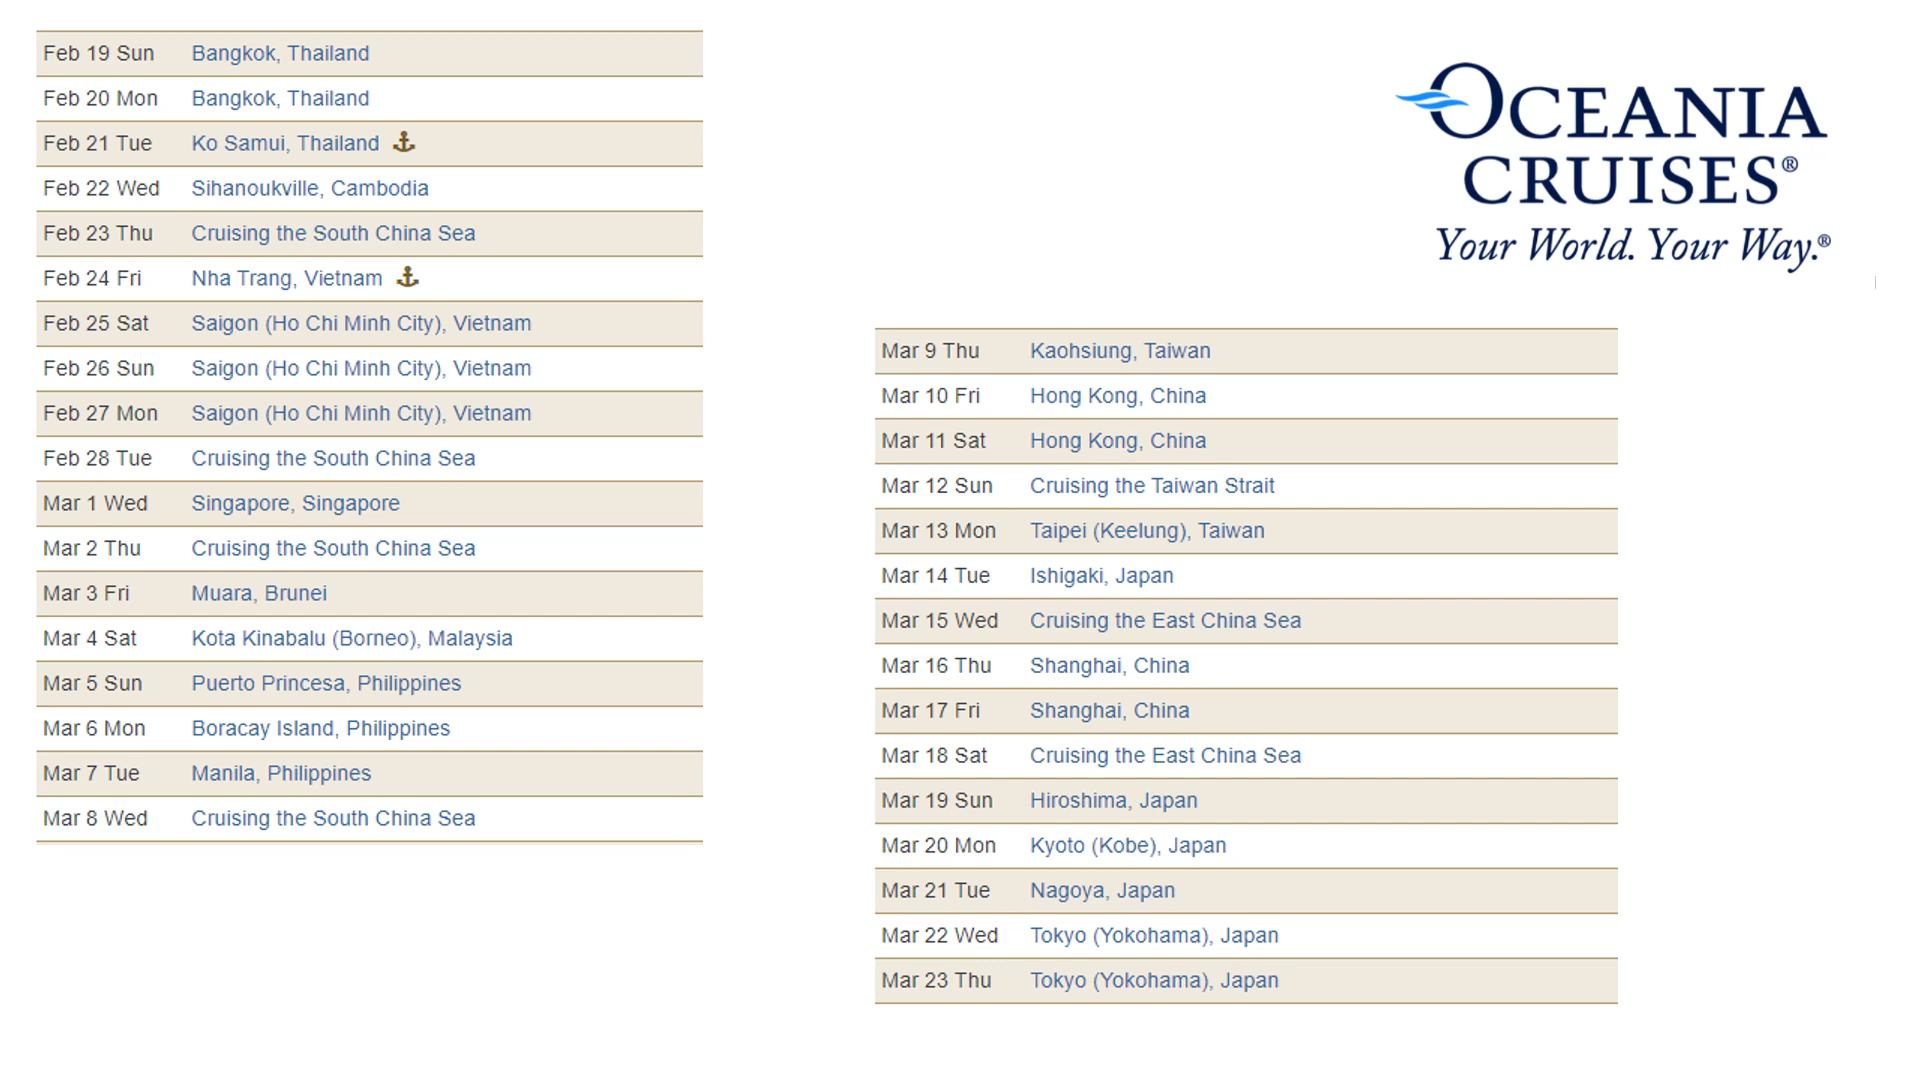 Feb 19 Sun Bangkok, Thailand
Feb 20 Mon Bangkok, Thailand
Feb 21 Tue Ko Samui, Thailand
Feb 22 Wed Sihanoukville, Cambodia
Feb 23 Thu Cruising the South China Sea
Feb 24 Fri Nha Trang, Vietnam
Feb 25 Sat Saigon (Ho Chi Minh City), Vietnam
Feb 26 Sun Saigon (Ho Chi Minh City), Vietnam
Feb 27 Mon Saigon (Ho Chi Minh City), Vietnam
Feb 28 Tue Cruising the South China Sea
Mar 1 Wed Singapore, Singapore
Mar 2 Thu Cruising the South China Sea
Mar 3 Fri Muara, Brunei
Mar 4 Sat Kota Kinabalu (Borneo), Malaysia
Mar 5 Sun Puerto Princesa, Philippines
Mar 6 Mon Boracay Island, Philippines
Mar 7 Tue Manila, Philippines
Mar 8 Wed Cruising the South China Sea
OCEANIA
CRUISES®
Your World. Your Way.®
Mar 9 Thu Kaohsiung, Taiwan
Mar 10 Fri Hong Kong, China
Mar 11 Sat Hong Kong, China
Mar 12 Sun Cruising the Taiwan Strait
Mar 13 Mon Taipei (Keelung), Taiwan
Mar 14 Tue Ishigaki, Japan
Mar 15 Wed Cruising the East China Sea
Mar 16 Thu Shanghai, China
Mar 17 Fri Shanghai, China
Mar 18 Sat Cruising the East China Sea
Mar 19 Sun Hiroshima, Japan
Mar 20 Mon Kyoto (Kobe), Japan
Mar 21 Tue Nagoya, Japan
Mar 22 Wed Tokyo (Yokohama), Japan
Mar 23 Thu Tokyo (Yokohama), Japan